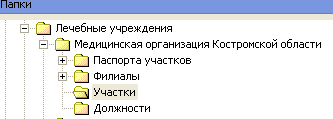 Папки
Лечебные учреждения
Медицинская организация Костромской области
Паспорта участков
Филиалы
Участки
Должности